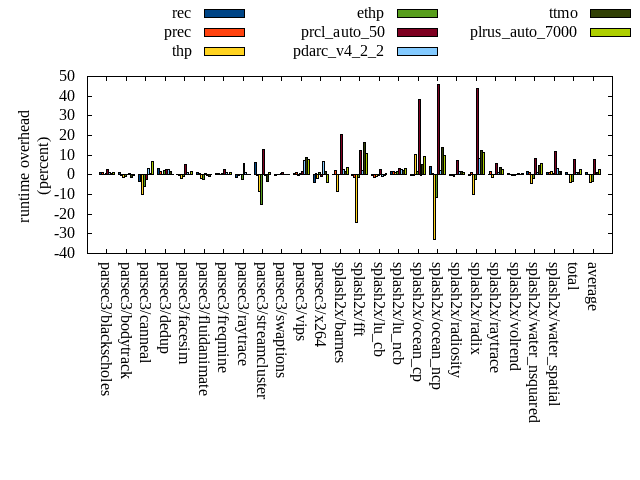 rec ethp ttmo
prec prcl_auto_50 plrus_auto_7000
thp pdarc_v4_2_2
runtime overhead
(percent)
50
40
30
20
10
0
-10
-20
-30
-40
parsec3/blackscholes
parsec3/bodytrack
parsec3/canneal
parsec3/dedup
parsec3/facesim
parsec3/fluidanimate
parsec3/freqmine
parsec3/raytrace
parsec3/streamcluster
parsec3/swaptions
parsec3/vips
parsec3/x264
splash2x/barnes
splash2x/fft
splash2x/lu_cb
splash2x/lu_ncb
splash2x/ocean_cp
splash2x/ocean_ncp
splash2x/radiosity
splash2x/radix
splash2x/raytrace
splash2x/volrend
splash2x/water_nsquared
splash2x/water_spatial
total
average